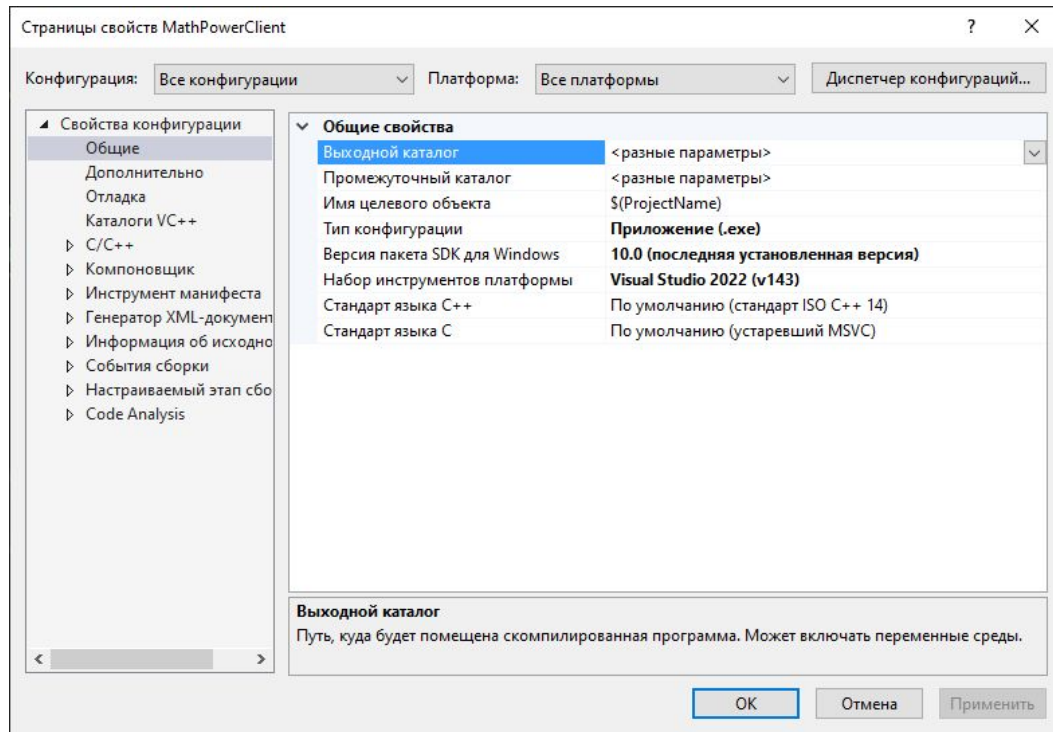 Страницы свойств MathPowerClient
Конфигурация: Все конфигурации Платформа: Все платформы Диспетчер конфигураций...
Свойства конфигурации
Общие
Дополнительно
Отладка
Каталоги VC++
C/C++
Компоновщик
Инструмент манифеста
Генератор XML-документ
Информация об исходно
События сборки
Настраиваемый этап сбо
Code Analysis
Общие свойства
Выходной каталог <разные параметры>
Промежуточный каталог <разные параметры>
Имя целевого объекта $(ProjectName)
Тип конфигурации Приложение (.exe)
Версия пакета SDK для Windows 10.0 (последняя установленная версия)
Набор инструментов платформы Visual Studio 2022 (v143)
Стандарт языка C++ По умолчанию (стандарт ISO C++ 14)
Стандарт языка C По умолчанию (устаревший MSVC)
Выходной каталог
Путь, куда будет помещена скомпилированная программа. Может включать переменные среды.
ОК Отмена Применить